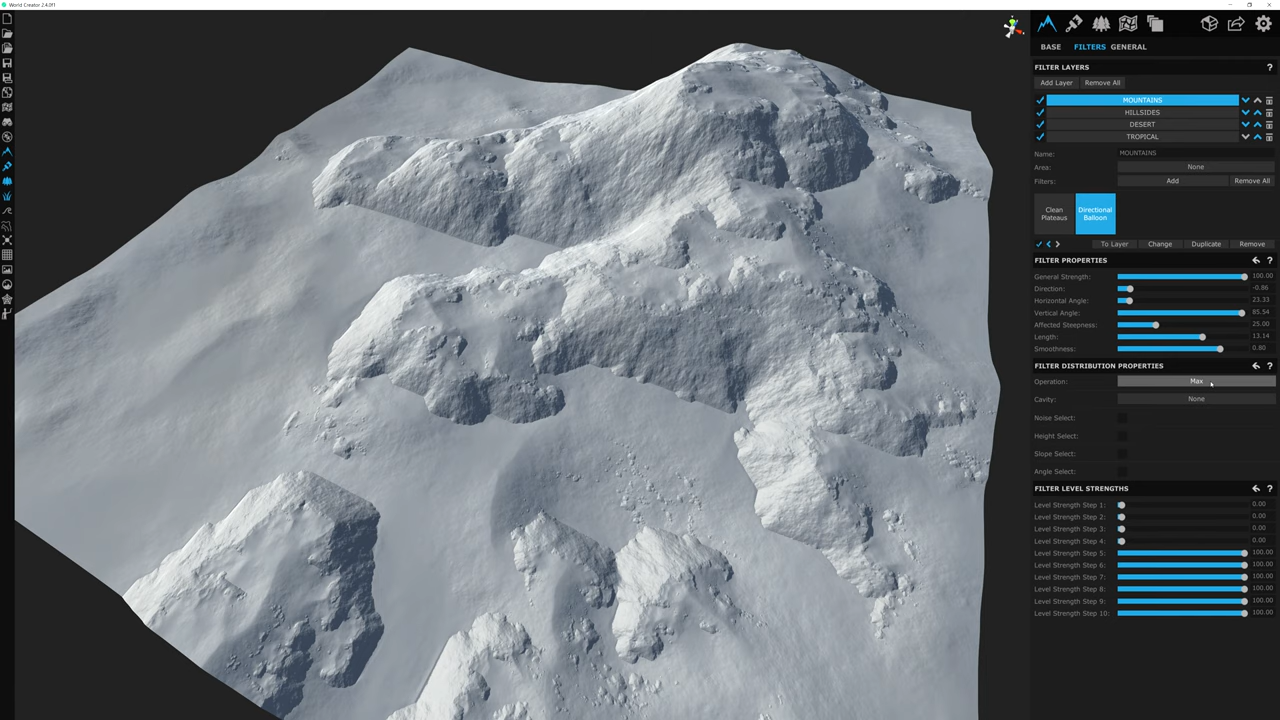 World Creator 2.4.0f1
BASE FILTERS GENERAL
FILTER LAYERS ?
Add Layer Remove All
MOUNTAINS
HILLSIDES
DESERT
TROPICAL
Name: MOUNTAINS
Area: None
Filters: Add Remove All
Clean Plateaus
Directional Balloon
To Layer Change Duplicate Remove
FILTER PROPERTIES ?
General Strength: 100.00
Direction: -0.86
Horizontal Angle: 23.33
Vertical Angle: 85.54
Affected Steepness: 25.00
Length: 13.14
Smoothness: 0.80
FILTER DISTRIBUTION PROPERTIES ?
Operation: Max
Cavity: None
Noise Select:
Height Select:
Slope Select:
Angle Select:
FILTER LEVEL STRENGTHS ?
Level Strength Step 1: 0.00
Level Strength Step 2: 0.00
Level Strength Step 3: 0.00
Level Strength Step 4: 0.00
Level Strength Step 5: 100.00
Level Strength Step 6: 100.00
Level Strength Step 7: 100.00
Level Strength Step 8: 100.00
Level Strength Step 9: 100.00
Level Strength Step 10: 100.00